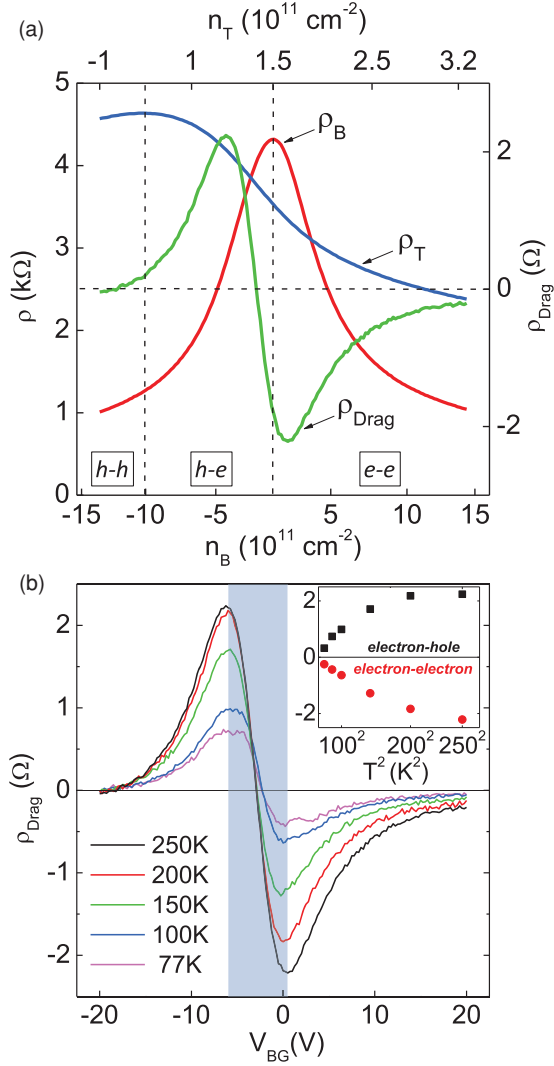 (a)
n_T (10^11 cm^-2)
-1 1 1.5 2 2.5 3.2
5 4 3 2 1 0
ρ (kΩ)
2 0 -2
ρ_Drag (Ω)
ρ_B
ρ_T
ρ_Drag
h-h h-e e-e
-15 -10 -5 5 10 15
n_B (10^11 cm^-2)
(b)
2 1 0 -1 -2
ρ_Drag (Ω)
250K
200K
150K
100K
77K
-20 -10 0 10 20
V_BG(V)
2
0
-2
electron-hole
electron-electron
100^2 200^2 250^2
T^2 (K^2)